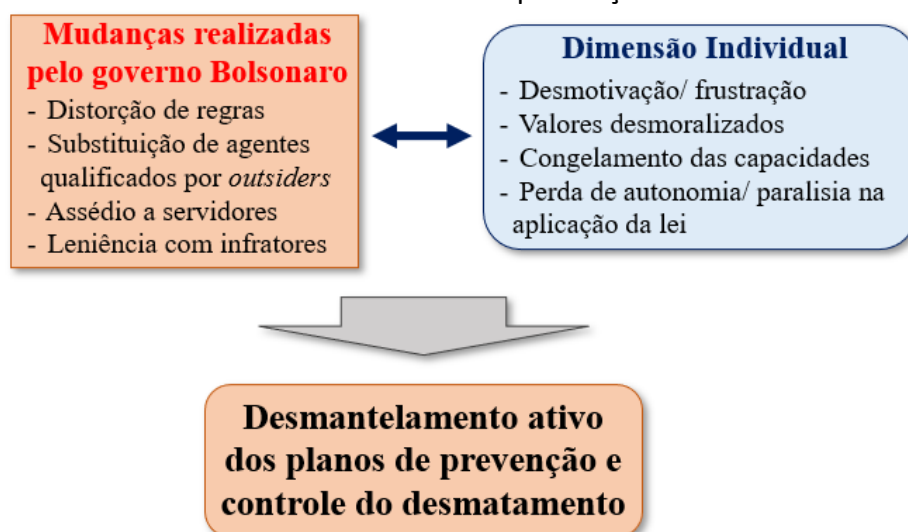 Mudanças realizadas
pelo governo Bolsonaro
- Distorção de regras
- Substituição de agentes
qualificados por outsiders
- Assédio a servidores
- Leniência com infratores
Dimensão Individual
- Desmotivação/ frustração
- Valores desmoralizados
- Congelamento das capacidades
- Perda de autonomia/ paralisia na
aplicação da lei
Desmantelamento ativo
dos planos de prevenção e
controle do desmatamento